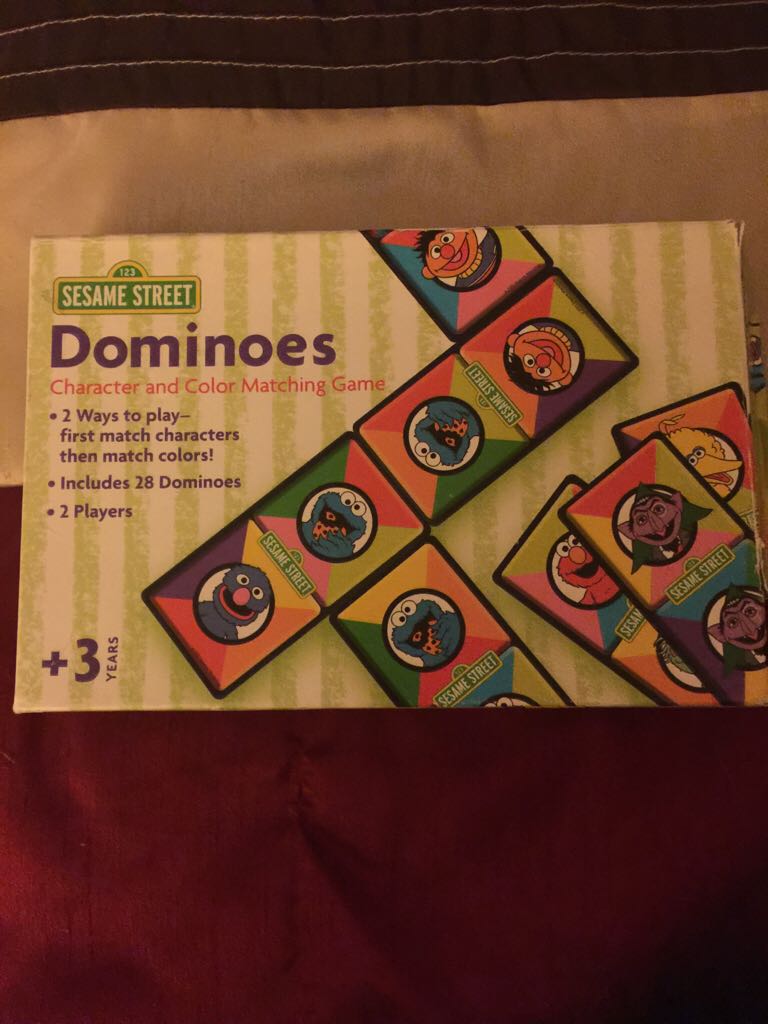 123
SESAME STREET
Dominoes
Character and Color Matching Game
• 2 Ways to play–
first match characters
then match colors!
• Includes 28 Dominoes
• 2 Players
+3 YEARS
SESAME STREET
SESAME STREET
SESAME STREET
SESAME STREET
SESAM